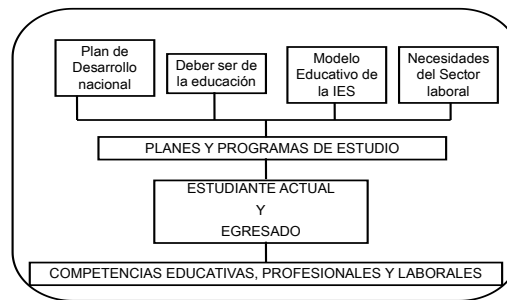 Plan de
Desarrollo
nacional
Deber ser de
la educación
Modelo
Educativo de
la IES
Necesidades
del Sector
laboral
PLANES Y PROGRAMAS DE ESTUDIO
ESTUDIANTE ACTUAL
Y
EGRESADO
COMPETENCIAS EDUCATIVAS, PROFESIONALES Y LABORALES